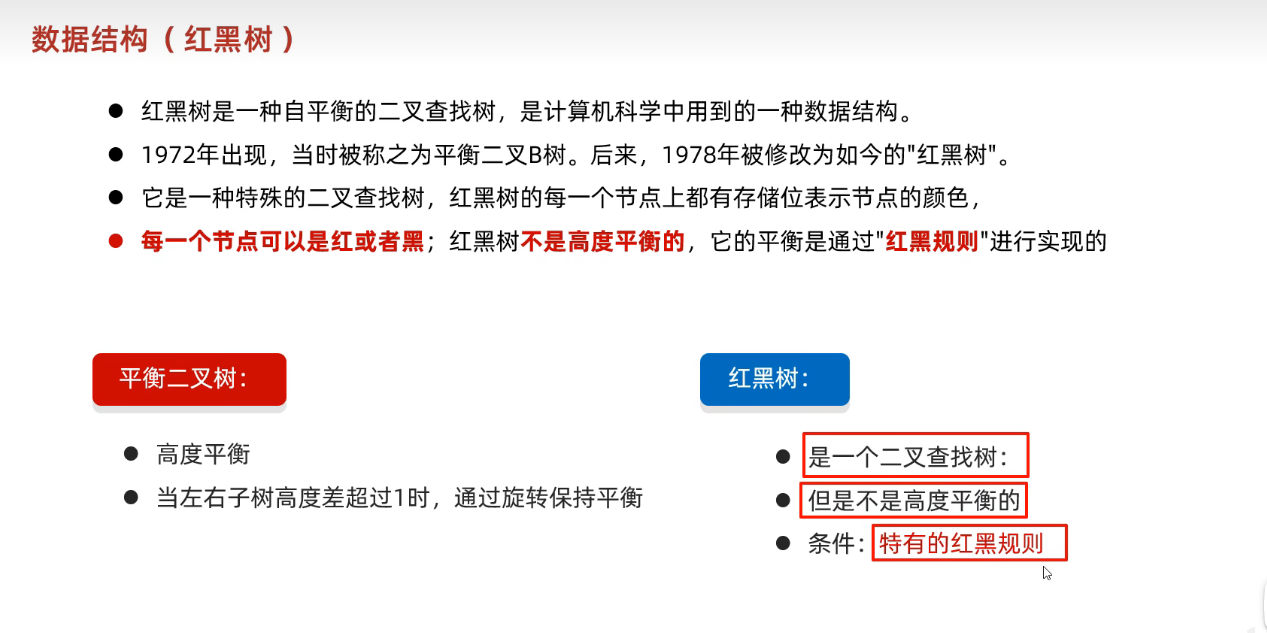 数据结构（红黑树）
红黑树是一种自平衡的二叉查找树，是计算机科学中用到的一种数据结构。
1972年出现，当时被称之为平衡二叉B树。后来，1978年被修改为如今的"红黑树"。
它是一种特殊的二叉查找树，红黑树的每一个节点上都有存储位表示节点的颜色，
每一个节点可以是红或者黑；红黑树不是高度平衡的，它的平衡是通过"红黑规则"进行实现的
平衡二叉树：
高度平衡
当左右子树高度差超过1时，通过旋转保持平衡
红黑树：
是一个二叉查找树：
但是不是高度平衡的
条件：特有的红黑规则